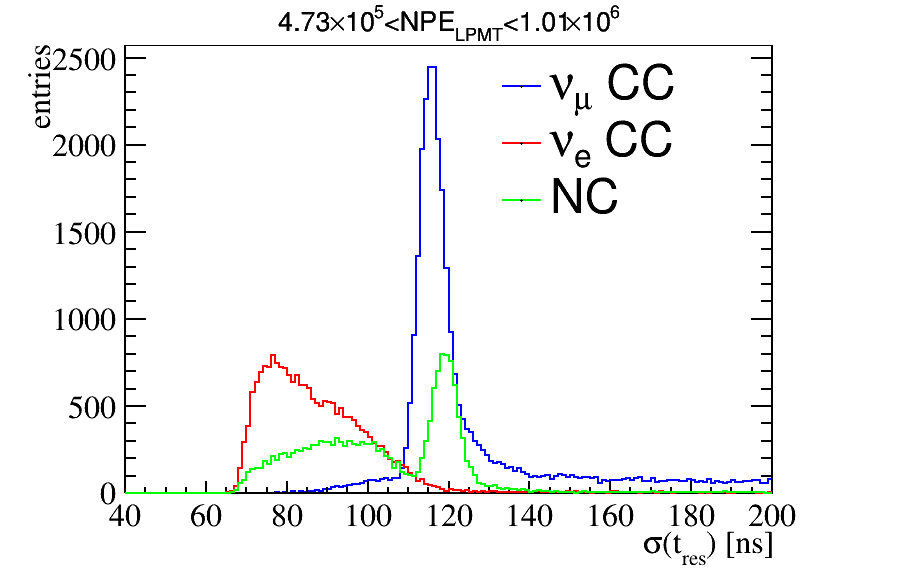 4.73×10⁵<NPE_LPMT<1.01×10⁶
entries
2500
2000
1500
1000
500
0
ν_μ CC
ν_e CC
NC
40 60 80 100 120 140 160 180 200
σ(t_res) [ns]